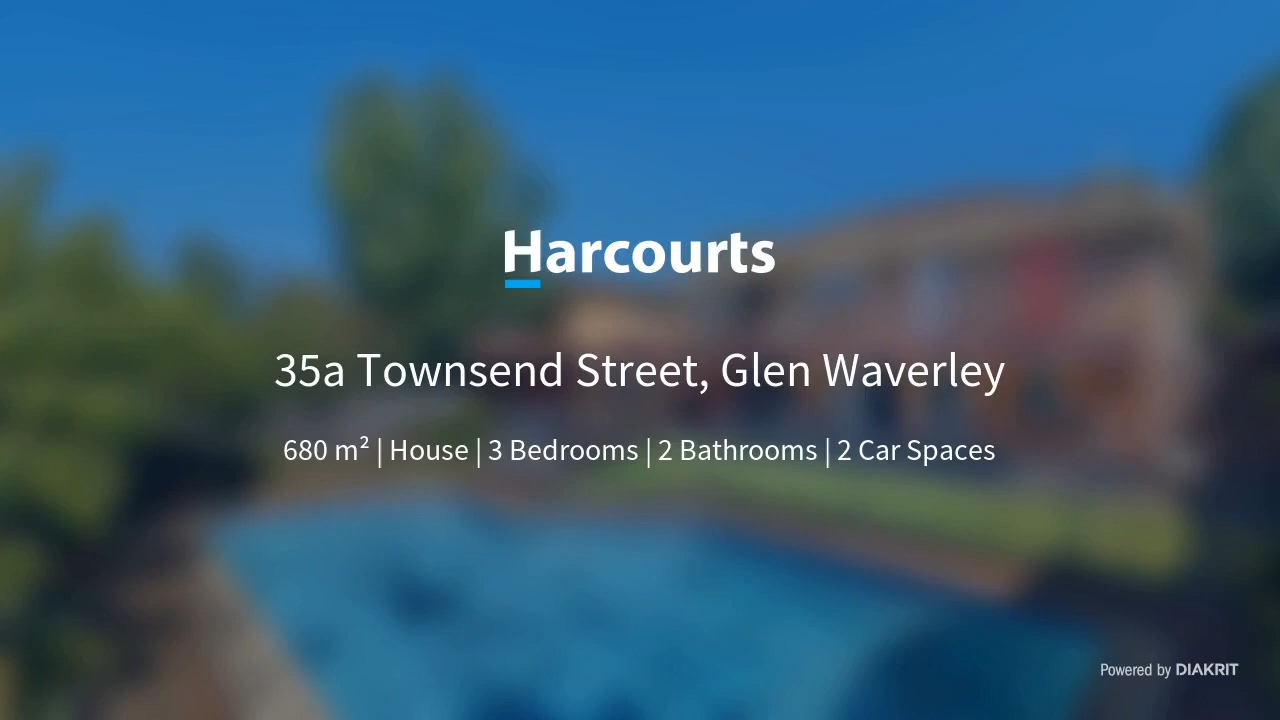 Harcourts
35a Townsend Street, Glen Waverley
680 m² | House | 3 Bedrooms | 2 Bathrooms | 2 Car Spaces
Powered by DIAKRIT